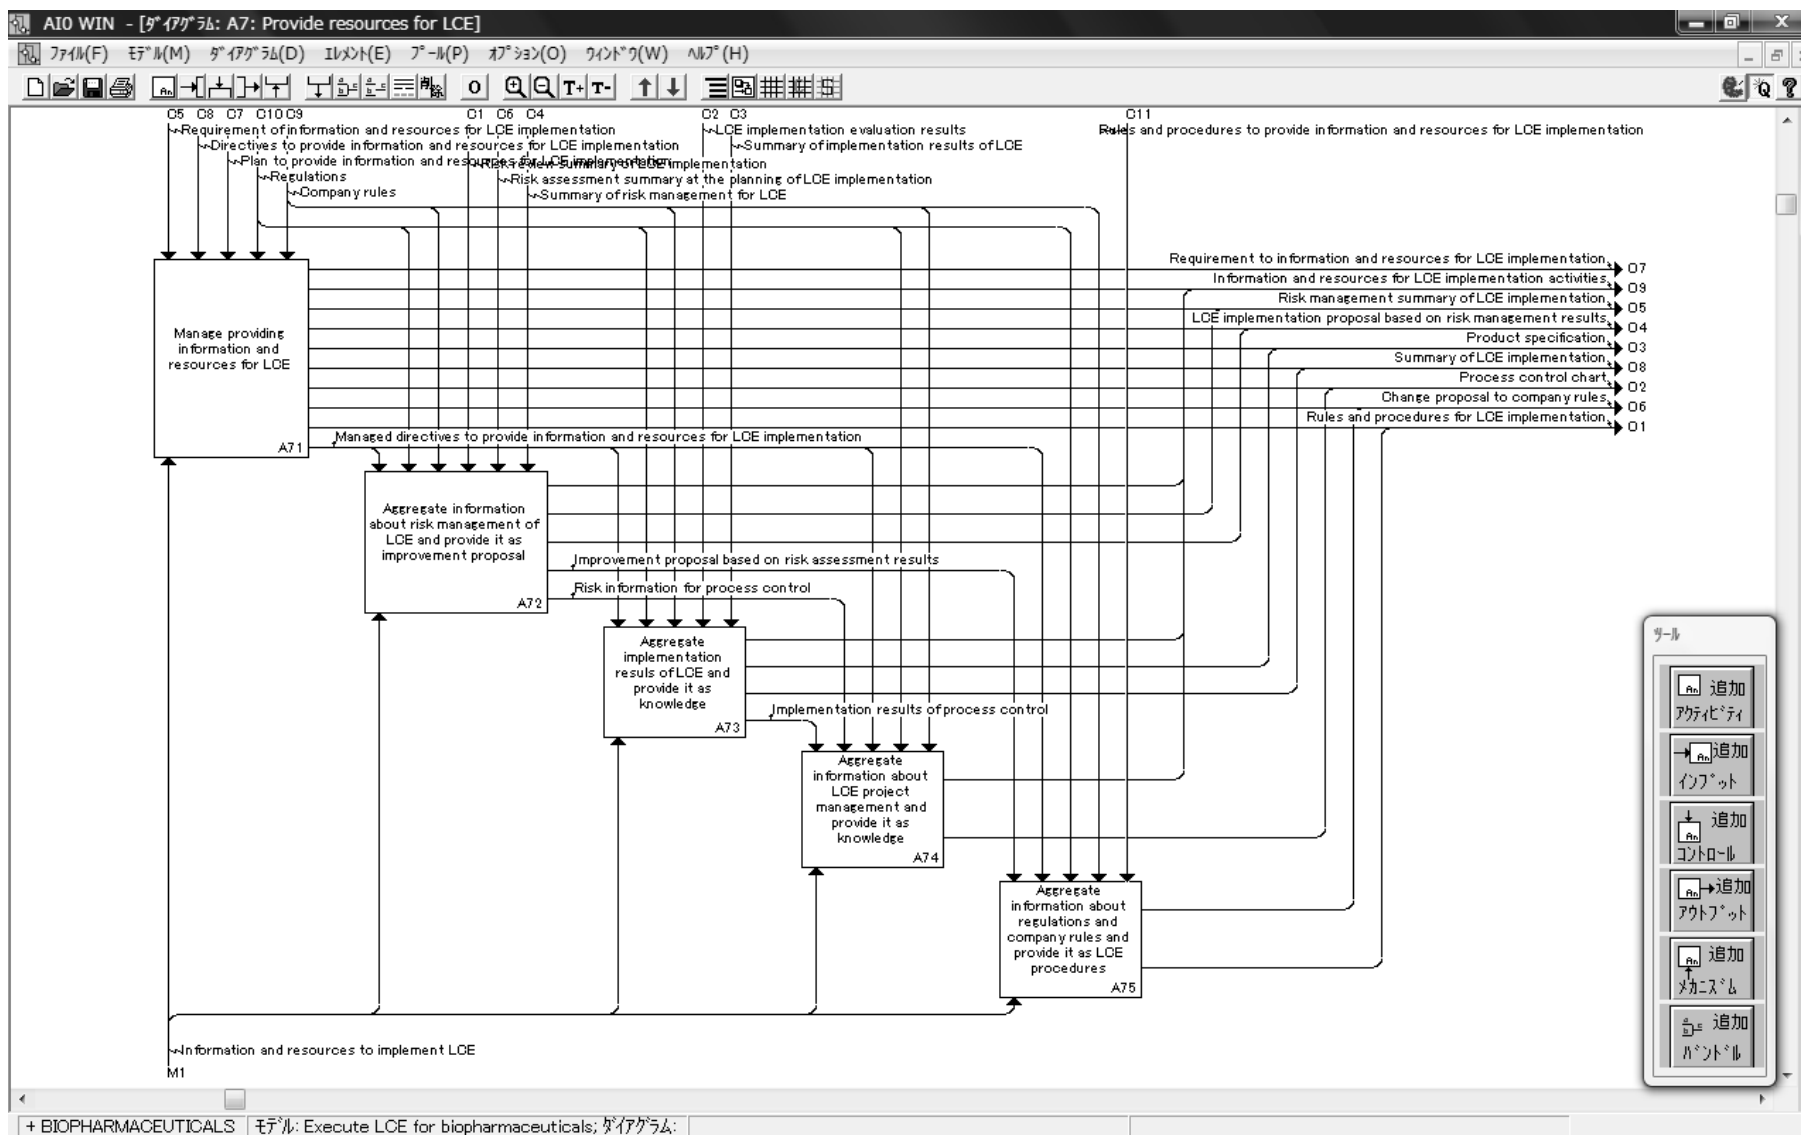 AI0 WIN - [ﾀﾞｲｱｸﾞﾗﾑ: A7: Provide resources for LCE]
ﾌｧｲﾙ(F) ﾓﾃﾞﾙ(M) ﾀﾞｲｱｸﾞﾗﾑ(D) ｴﾚﾒﾝﾄ(E) ﾌﾟｰﾙ(P) ｵﾌﾟｼｮﾝ(O) ｳｨﾝﾄﾞｳ(W) ﾍﾙﾌﾟ(H)
削除 O T+ T-
C5 C8 C7 C10 C9 C1 C6 C4 C2 C3 C11
Requirement of information and resources for LCE implementation
LCE implementation evaluation results
Rules and procedures to provide information and resources for LCE implementation
Directives to provide information and resources for LCE implementation
Summary of implementation results of LCE
Plan to provide information and resources for LCE implementation
Risk review summary of LCE implementation
Regulations
Risk assessment summary at the planning of LCE implementation
Company rules
Summary of risk management for LCE
Requirement to information and resources for LCE implementation
O7
Information and resources for LCE implementation activities
O9
Risk management summary of LCE implementation
O5
LCE implementation proposal based on risk management results
O4
Product specification
O3
Summary of LCE implementation
O8
Process control chart
O2
Change proposal to company rules
O6
Rules and procedures for LCE implementation
O1
Manage providing
information and
resources for LCE
A71
Managed directives to provide information and resources for LCE implementation
Aggregate information
about risk management of
LCE and provide it as
improvement proposal
A72
Improvement proposal based on risk assessment results
Risk information for process control
Aggregate
implementation
resuls of LCE and
provide it as
knowledge
A73
Implementation results of process control
Aggregate
information about
LCE project
management and
provide it as
knowledge
A74
Aggregate
information about
regulations and
company rules and
provide it as LCE
procedures
A75
Information and resources to implement LCE
M1
ﾂｰﾙ
An 追加
ｱｸﾃｨﾋﾞﾃｨ
An 追加
ｲﾝﾌﾟｯﾄ
An 追加
ｺﾝﾄﾛｰﾙ
An 追加
ｱｳﾄﾌﾟｯﾄ
An 追加
ﾒｶﾆｽﾞﾑ
追加
ﾊﾞﾝﾄﾞﾙ
+ BIOPHARMACEUTICALS ﾓﾃﾞﾙ: Execute LCE for biopharmaceuticals; ﾀﾞｲｱｸﾞﾗﾑ: